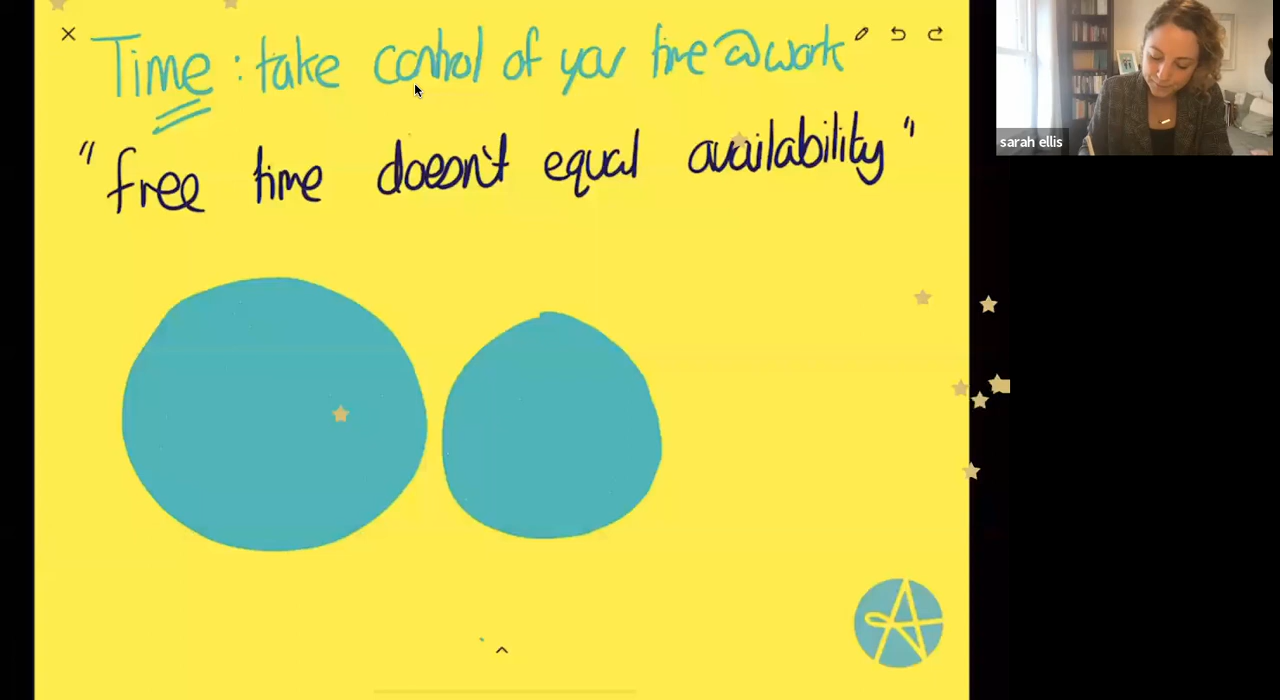 Time : take control of your time @ work
"free time doesn't equal availability"
sarah ellis